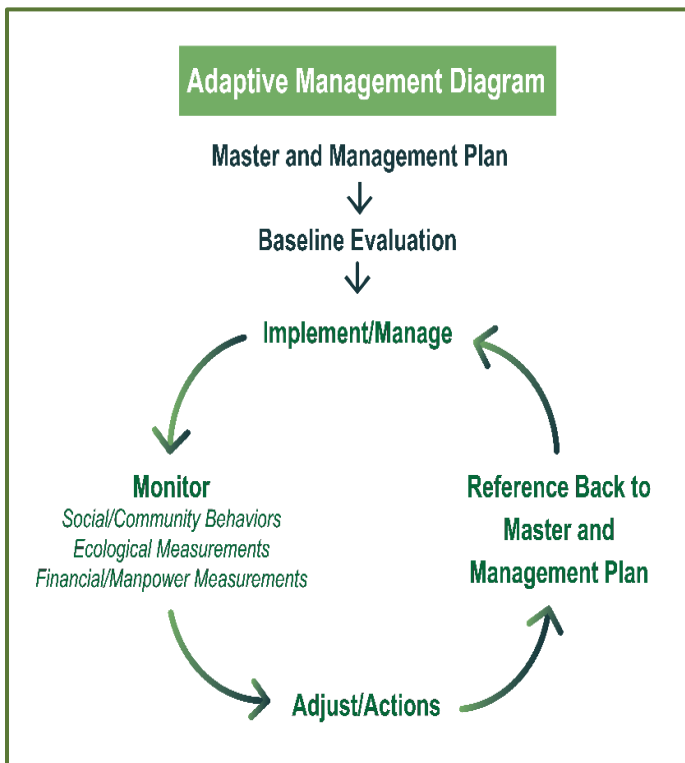 Adaptive Management Diagram
Master and Management Plan
Baseline Evaluation
Implement/Manage
Monitor
Social/Community Behaviors
Ecological Measurements
Financial/Manpower Measurements
Reference Back to
Master and
Management Plan
Adjust/Actions